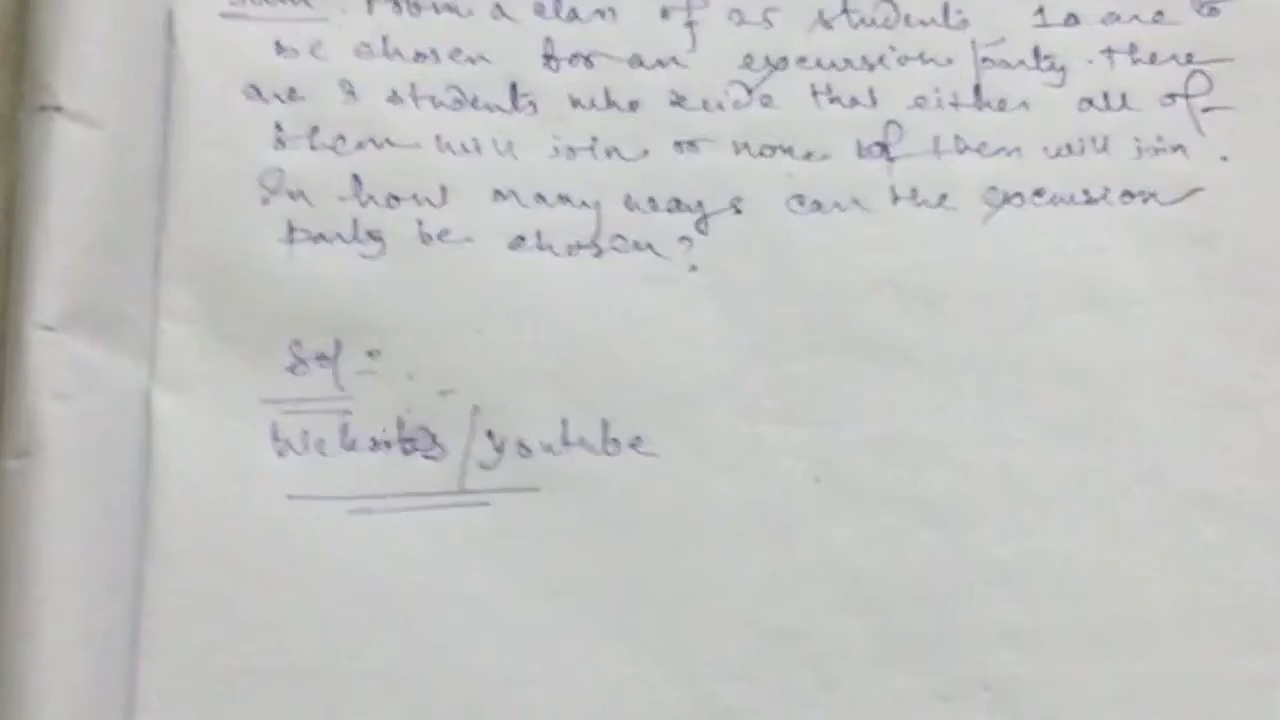 From a class of 25 students 10 are to
be chosen for an excursion party. There
are 3 students who decide that either all of
them will join or none of them will join.
In how many ways can the excursion
party be chosen?
Sol =
Websites/youtube